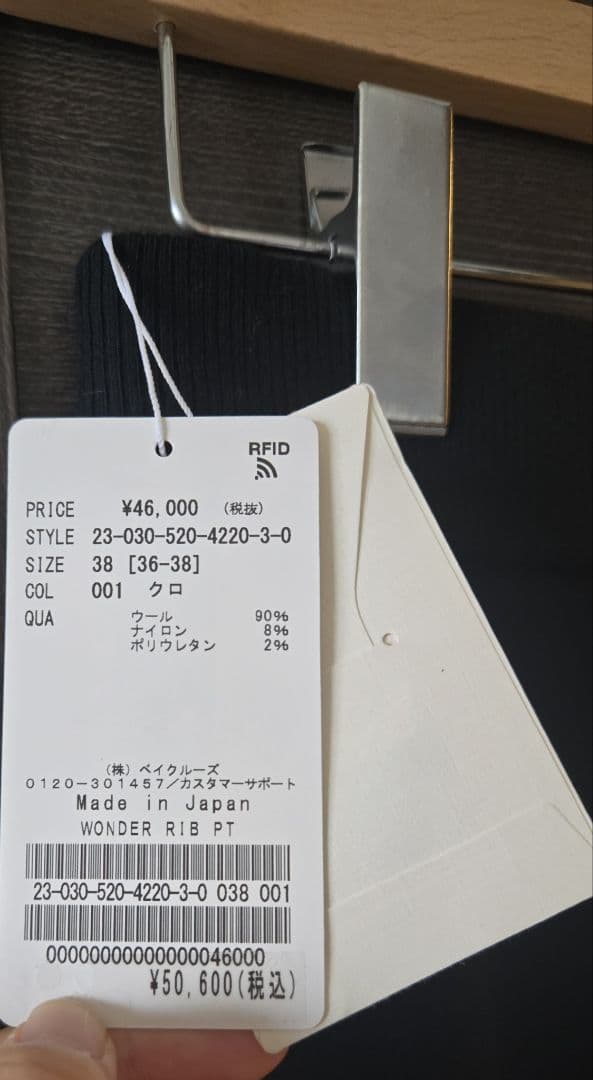 RFID
PRICE ¥46,000 (税抜)
STYLE 23-030-520-4220-3-0
SIZE 38 [36-38]
COL 001 クロ
QUA ウール 90%
ナイロン 8%
ポリウレタン 2%
(株)ベイクルーズ
0120-301457/カスタマーサポート
Made in Japan
WONDER RIB PT
23-030-520-4220-3-0 038 001
00000000000000046000
¥50,600(税込)